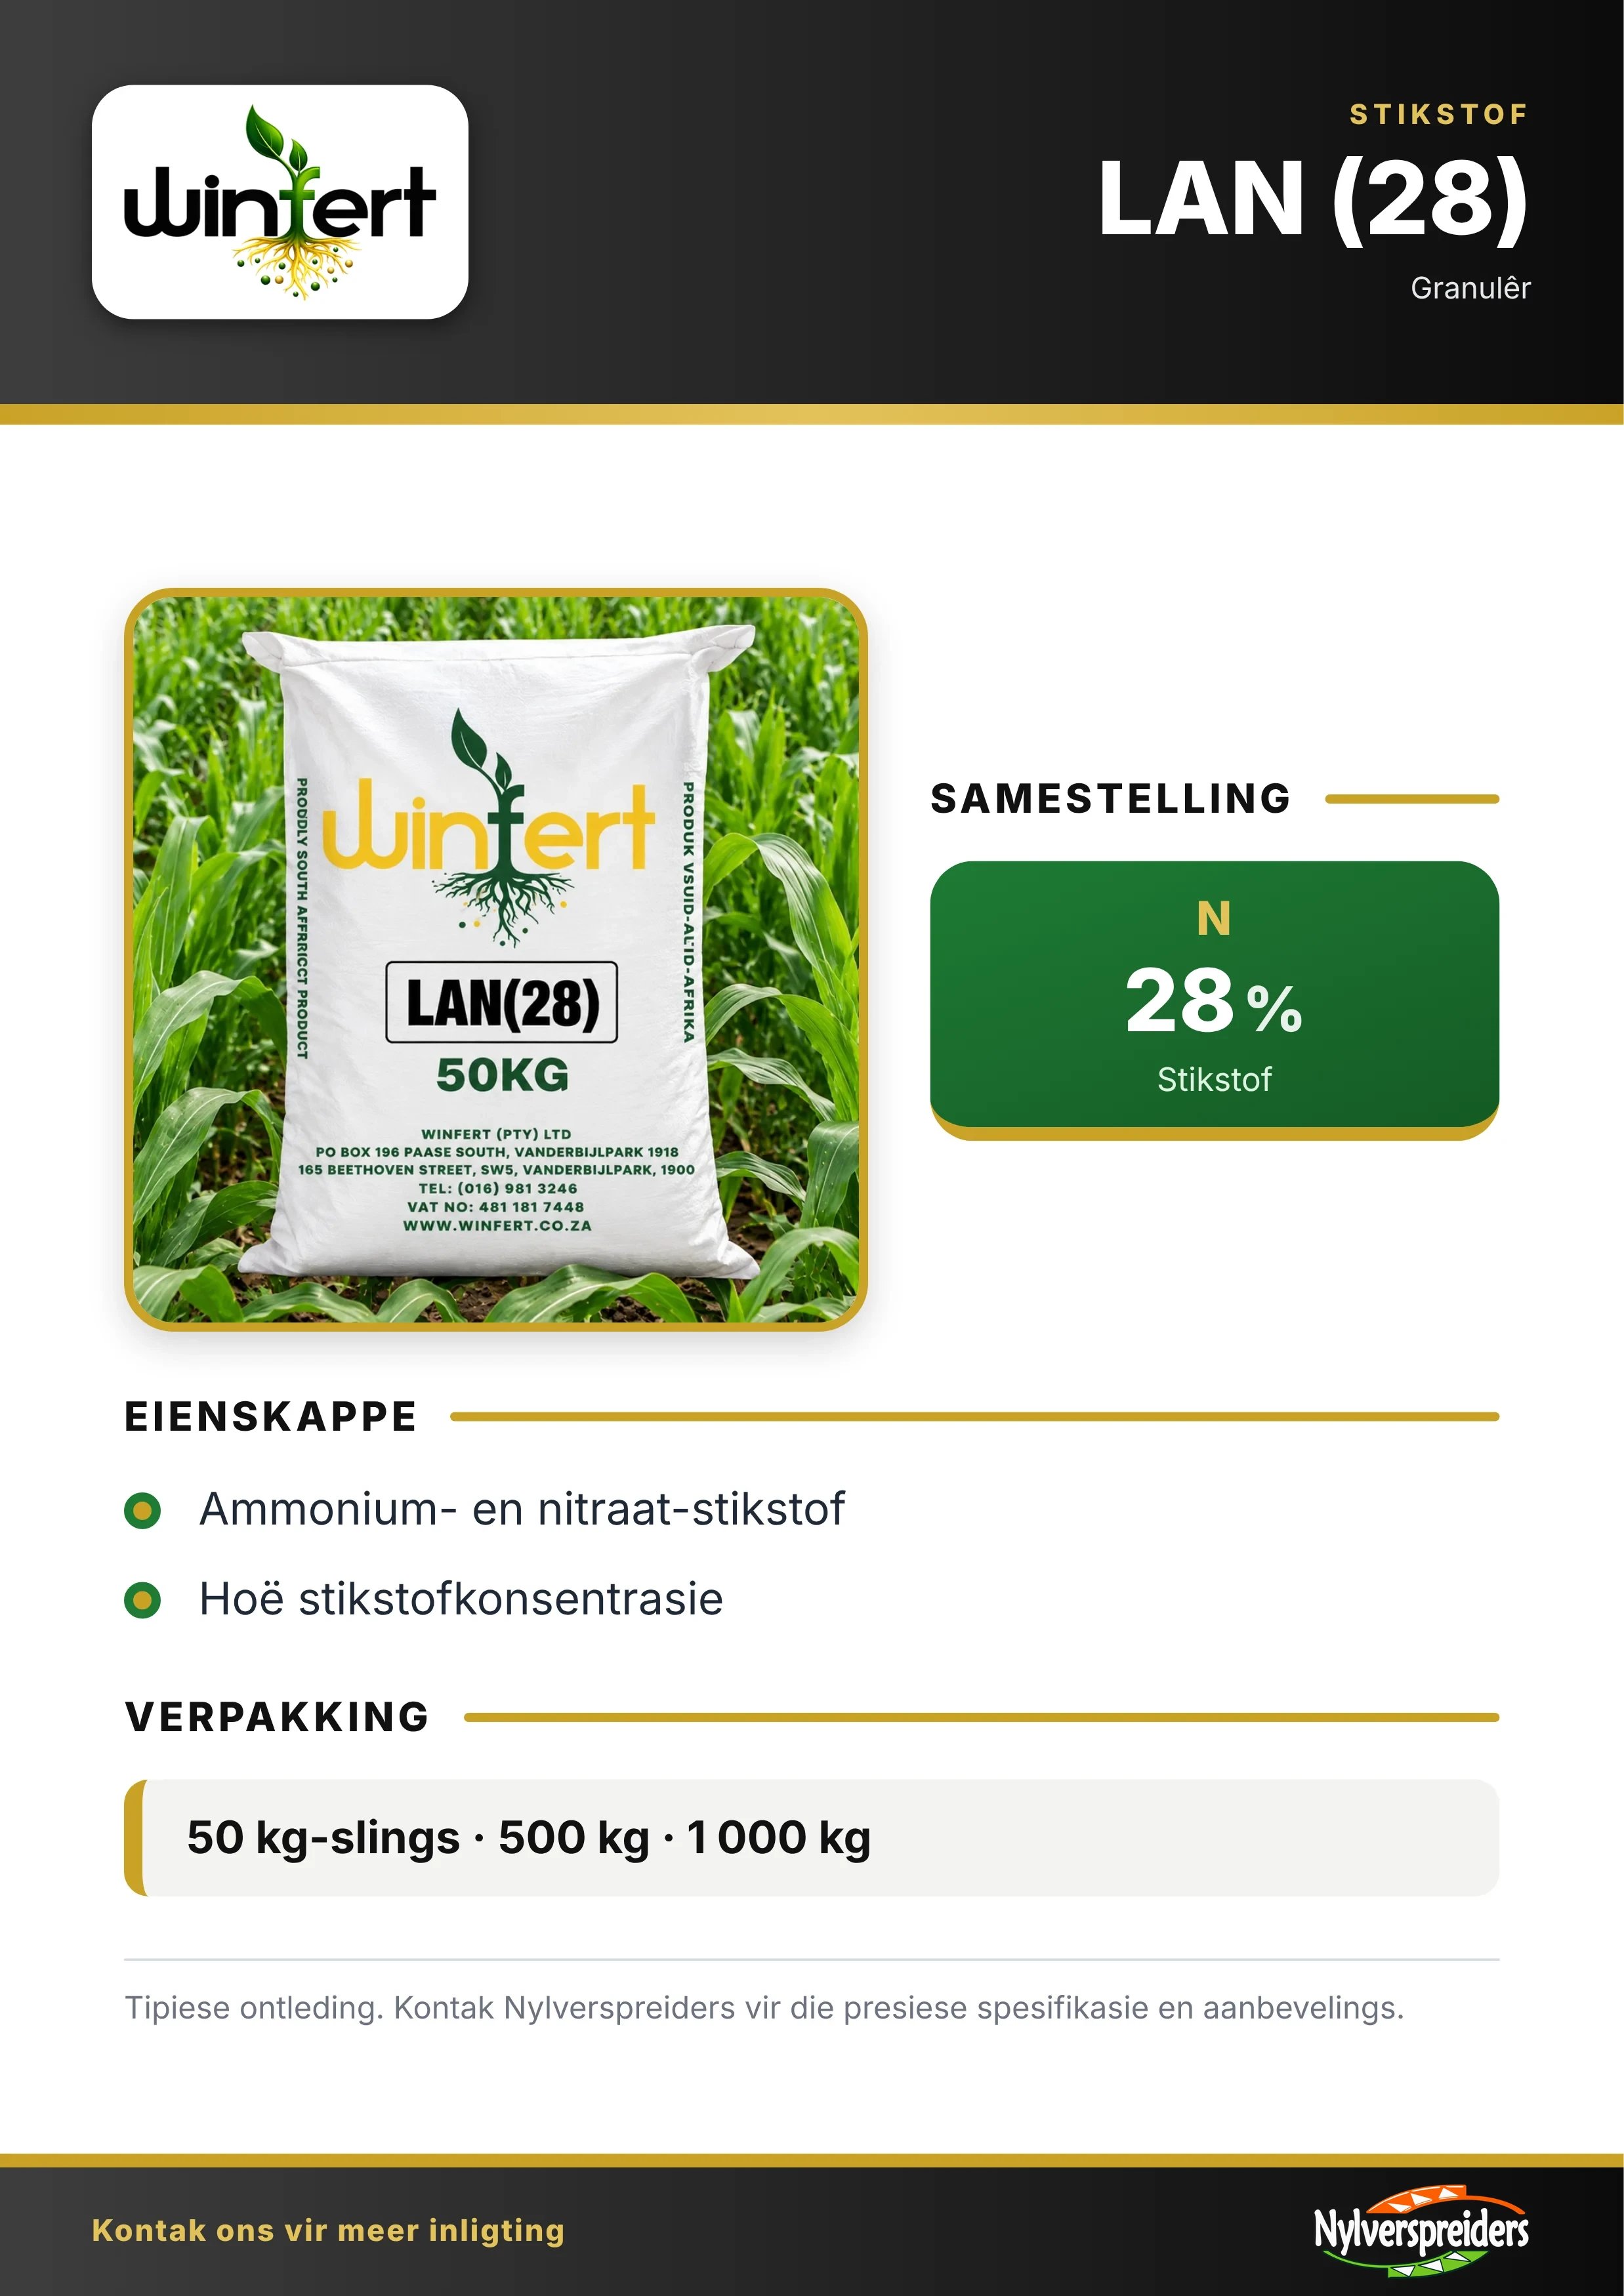 winfert
STIKSTOF
LAN (28)
Granulêr
winfert
PROUDLY SOUTH AFFRRICCT PRODUCT
PRODUK VSUID-AL'ID-AFRIKA
LAN(28)
50KG
WINFERT (PTY) LTD
PO BOX 196 PAASE SOUTH, VANDERBIJLPARK 1918
165 BEETHOVEN STREET, SW5, VANDERBIJLPARK, 1900
TEL: (016) 981 3246
VAT NO: 481 181 7448
WWW.WINFERT.CO.ZA
SAMESTELLING
N
28%
Stikstof
EIENSKAPPE
Ammonium- en nitraat-stikstof
Hoë stikstofkonsentrasie
VERPAKKING
50 kg-slings · 500 kg · 1 000 kg
Tipiese ontleding. Kontak Nylverspreiders vir die presiese spesifikasie en aanbevelings.
Kontak ons vir meer inligting
Nylverspreiders